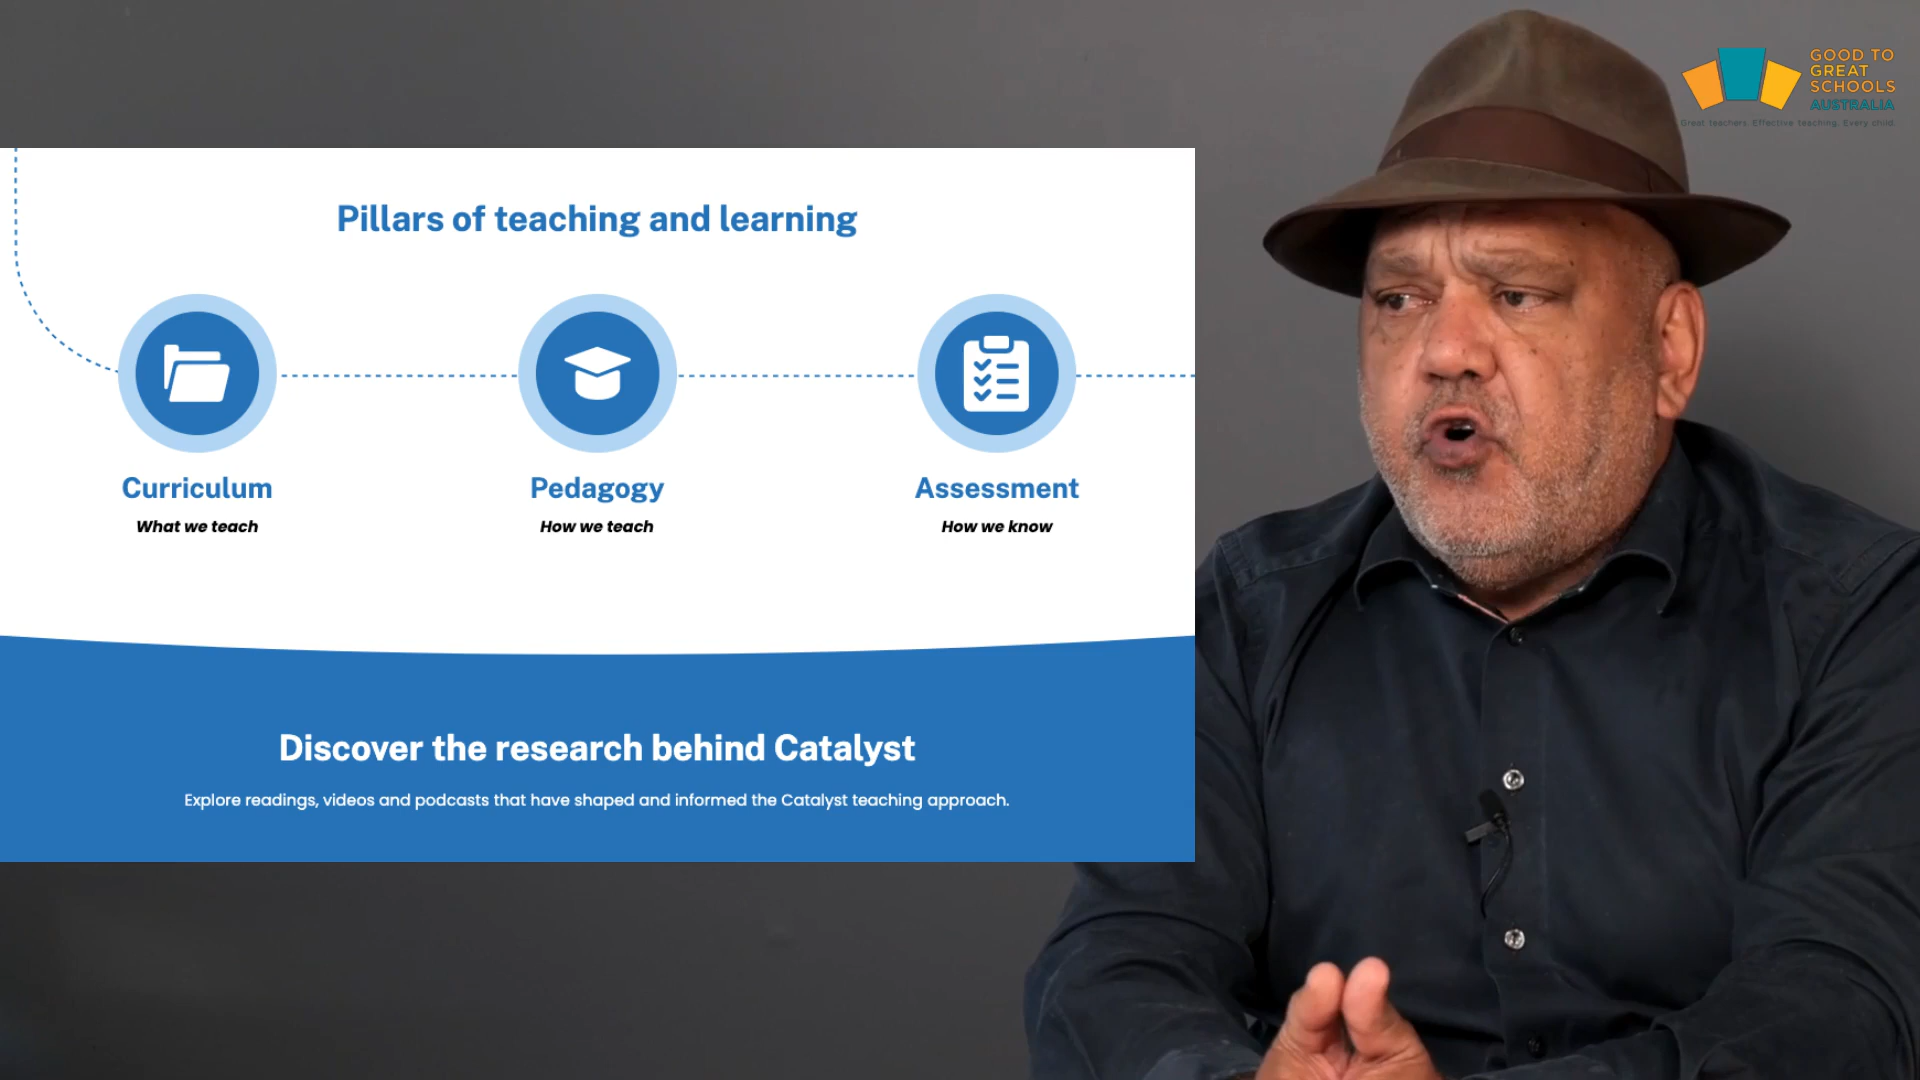 GOOD TO
GREAT
SCHOOLS
AUSTRALIA
Great teachers. Effective teaching. Every child.
Pillars of teaching and learning
Curriculum
What we teach
Pedagogy
How we teach
Assessment
How we know
Discover the research behind Catalyst
Explore readings, videos and podcasts that have shaped and informed the Catalyst teaching approach.